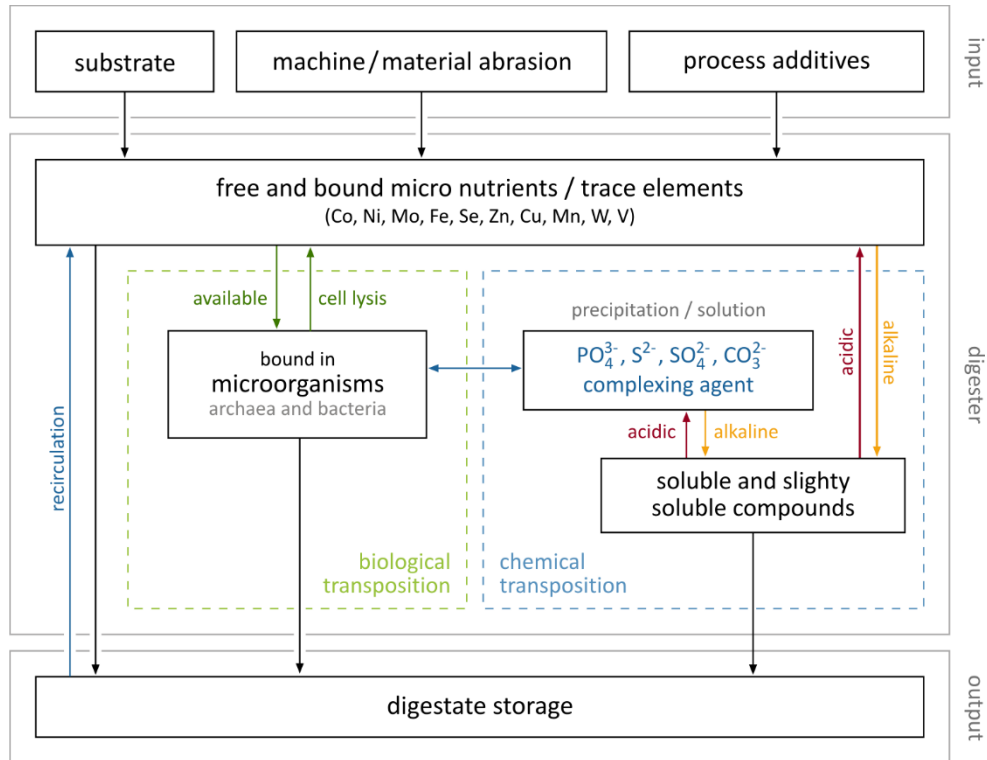 input
substrate
machine/material abrasion
process additives
digester
free and bound micro nutrients / trace elements
(Co, Ni, Mo, Fe, Se, Zn, Cu, Mn, W, V)
available
cell lysis
precipitation / solution
acidic
alkaline
bound in
microorganisms
archaea and bacteria
PO₄³⁻, S²⁻, SO₄²⁻, CO₃²⁻
complexing agent
acidic
alkaline
recirculation
soluble and slighty
soluble compounds
biological
transposition
chemical
transposition
output
digestate storage